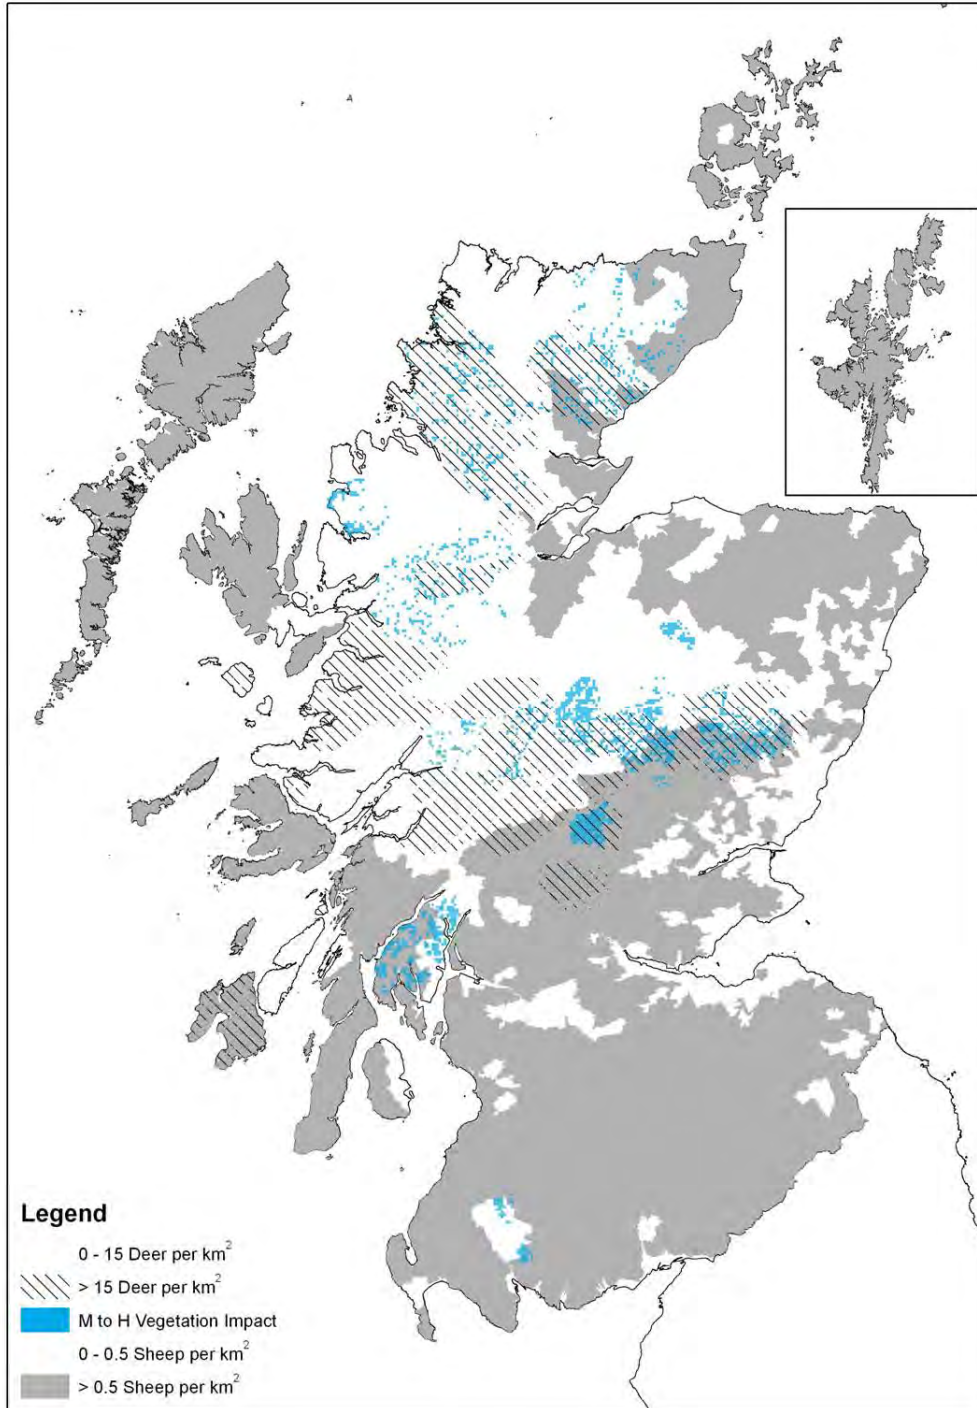 Legend
0 - 15 Deer per km²
> 15 Deer per km²
M to H Vegetation Impact
0 - 0.5 Sheep per km²
> 0.5 Sheep per km²